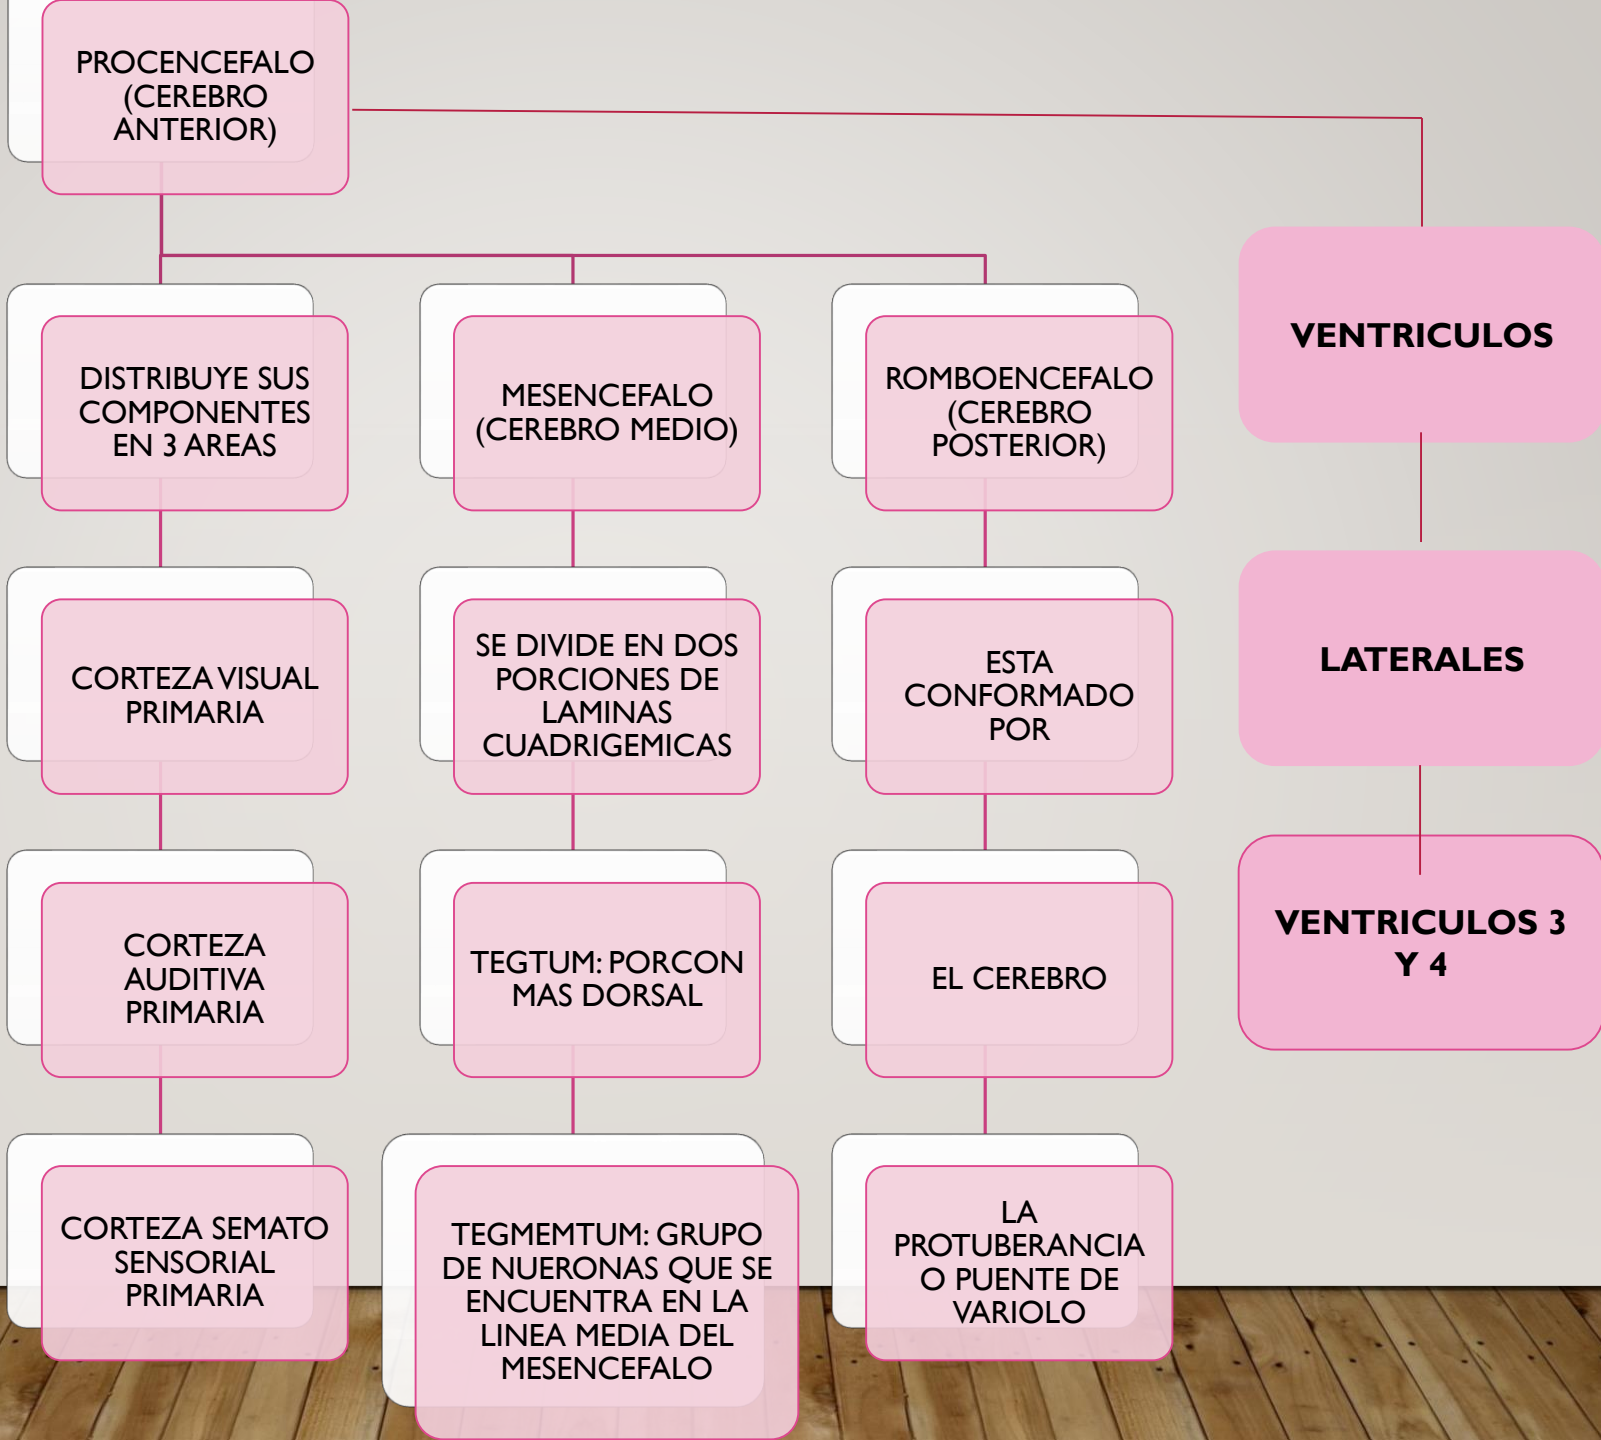 PROCENCEFALO
(CEREBRO
ANTERIOR)
DISTRIBUYE SUS
COMPONENTES
EN 3 AREAS
CORTEZA VISUAL
PRIMARIA
CORTEZA
AUDITIVA
PRIMARIA
CORTEZA SEMATO
SENSORIAL
PRIMARIA
MESENCEFALO
(CEREBRO MEDIO)
SE DIVIDE EN DOS
PORCIONES DE
LAMINAS
CUADRIGEMICAS
TEGTUM: PORCON
MAS DORSAL
TEGMEMTUM: GRUPO
DE NUERONAS QUE SE
ENCUENTRA EN LA
LINEA MEDIA DEL
MESENCEFALO
ROMBOENCEFALO
(CEREBRO
POSTERIOR)
ESTA
CONFORMADO
POR
EL CEREBRO
LA
PROTUBERANCIA
O PUENTE DE
VARIOLO
VENTRICULOS
LATERALES
VENTRICULOS 3
Y 4